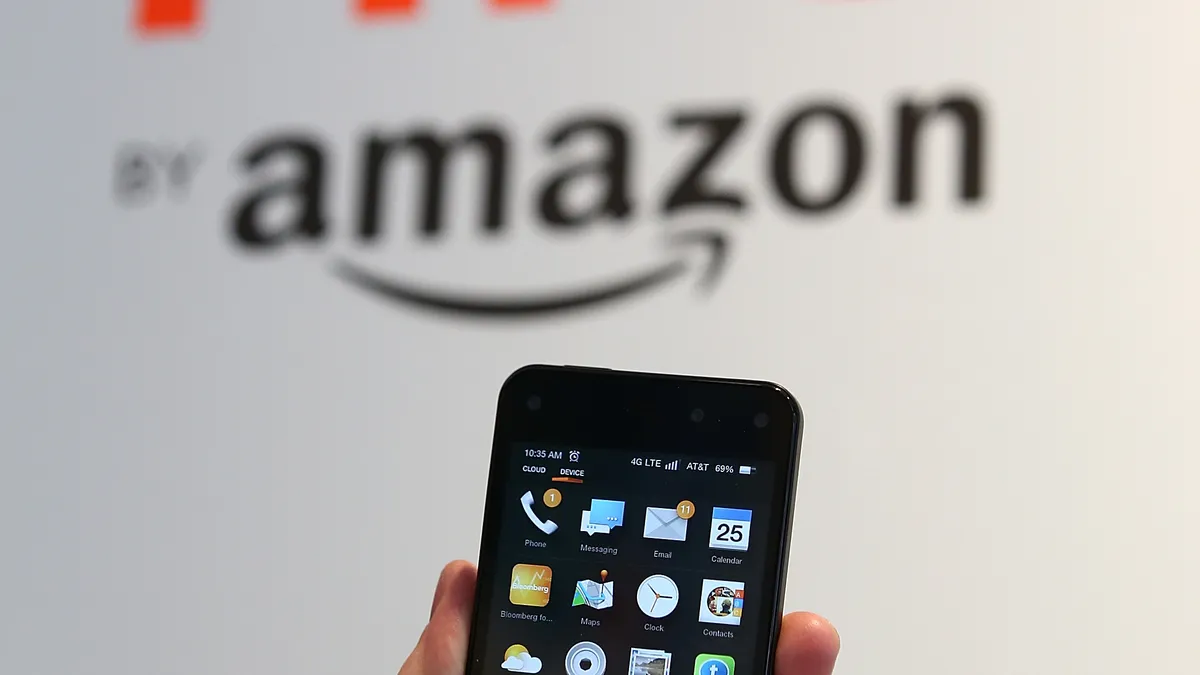 BY amazon
10:35 AM
4G LTE AT&T 69%
CLOUD DEVICE
1
11
25
Phone Messaging Email Calendar
Bloomberg
Bloomberg fo... Maps Clock Contacts